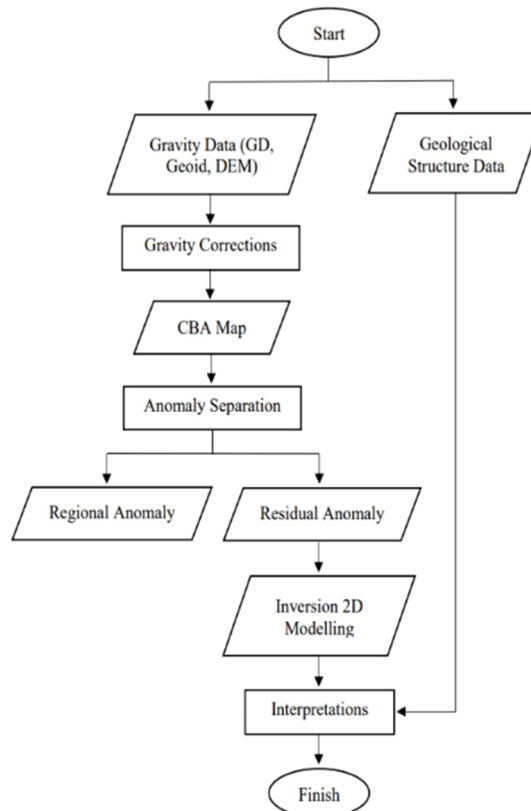 Start
Gravity Data (GD,
Geoid, DEM)
Geological
Structure Data
Gravity Corrections
CBA Map
Anomaly Separation
Regional Anomaly
Residual Anomaly
Inversion 2D
Modelling
Interpretations
Finish